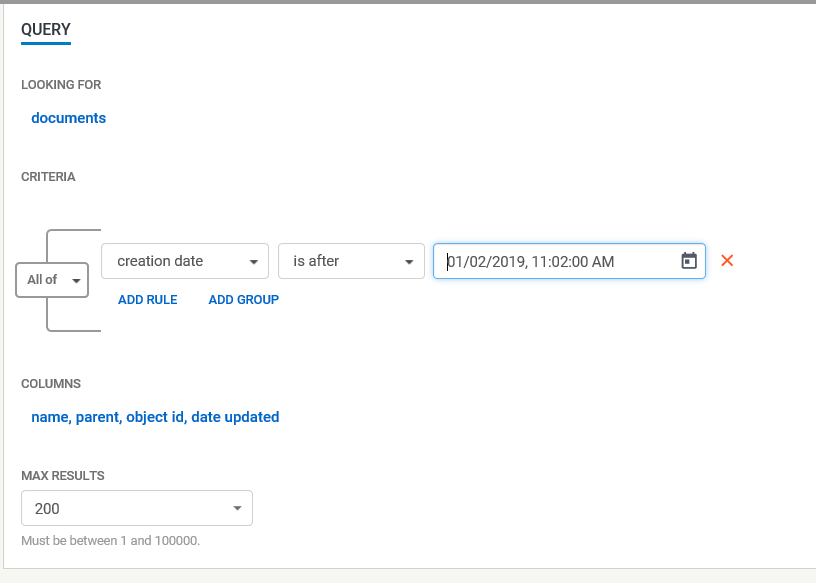 QUERY
LOOKING FOR
documents
CRITERIA
All of
creation date
is after
01/02/2019, 11:02:00 AM
ADD RULE
ADD GROUP
COLUMNS
name, parent, object id, date updated
MAX RESULTS
200
Must be between 1 and 100000.